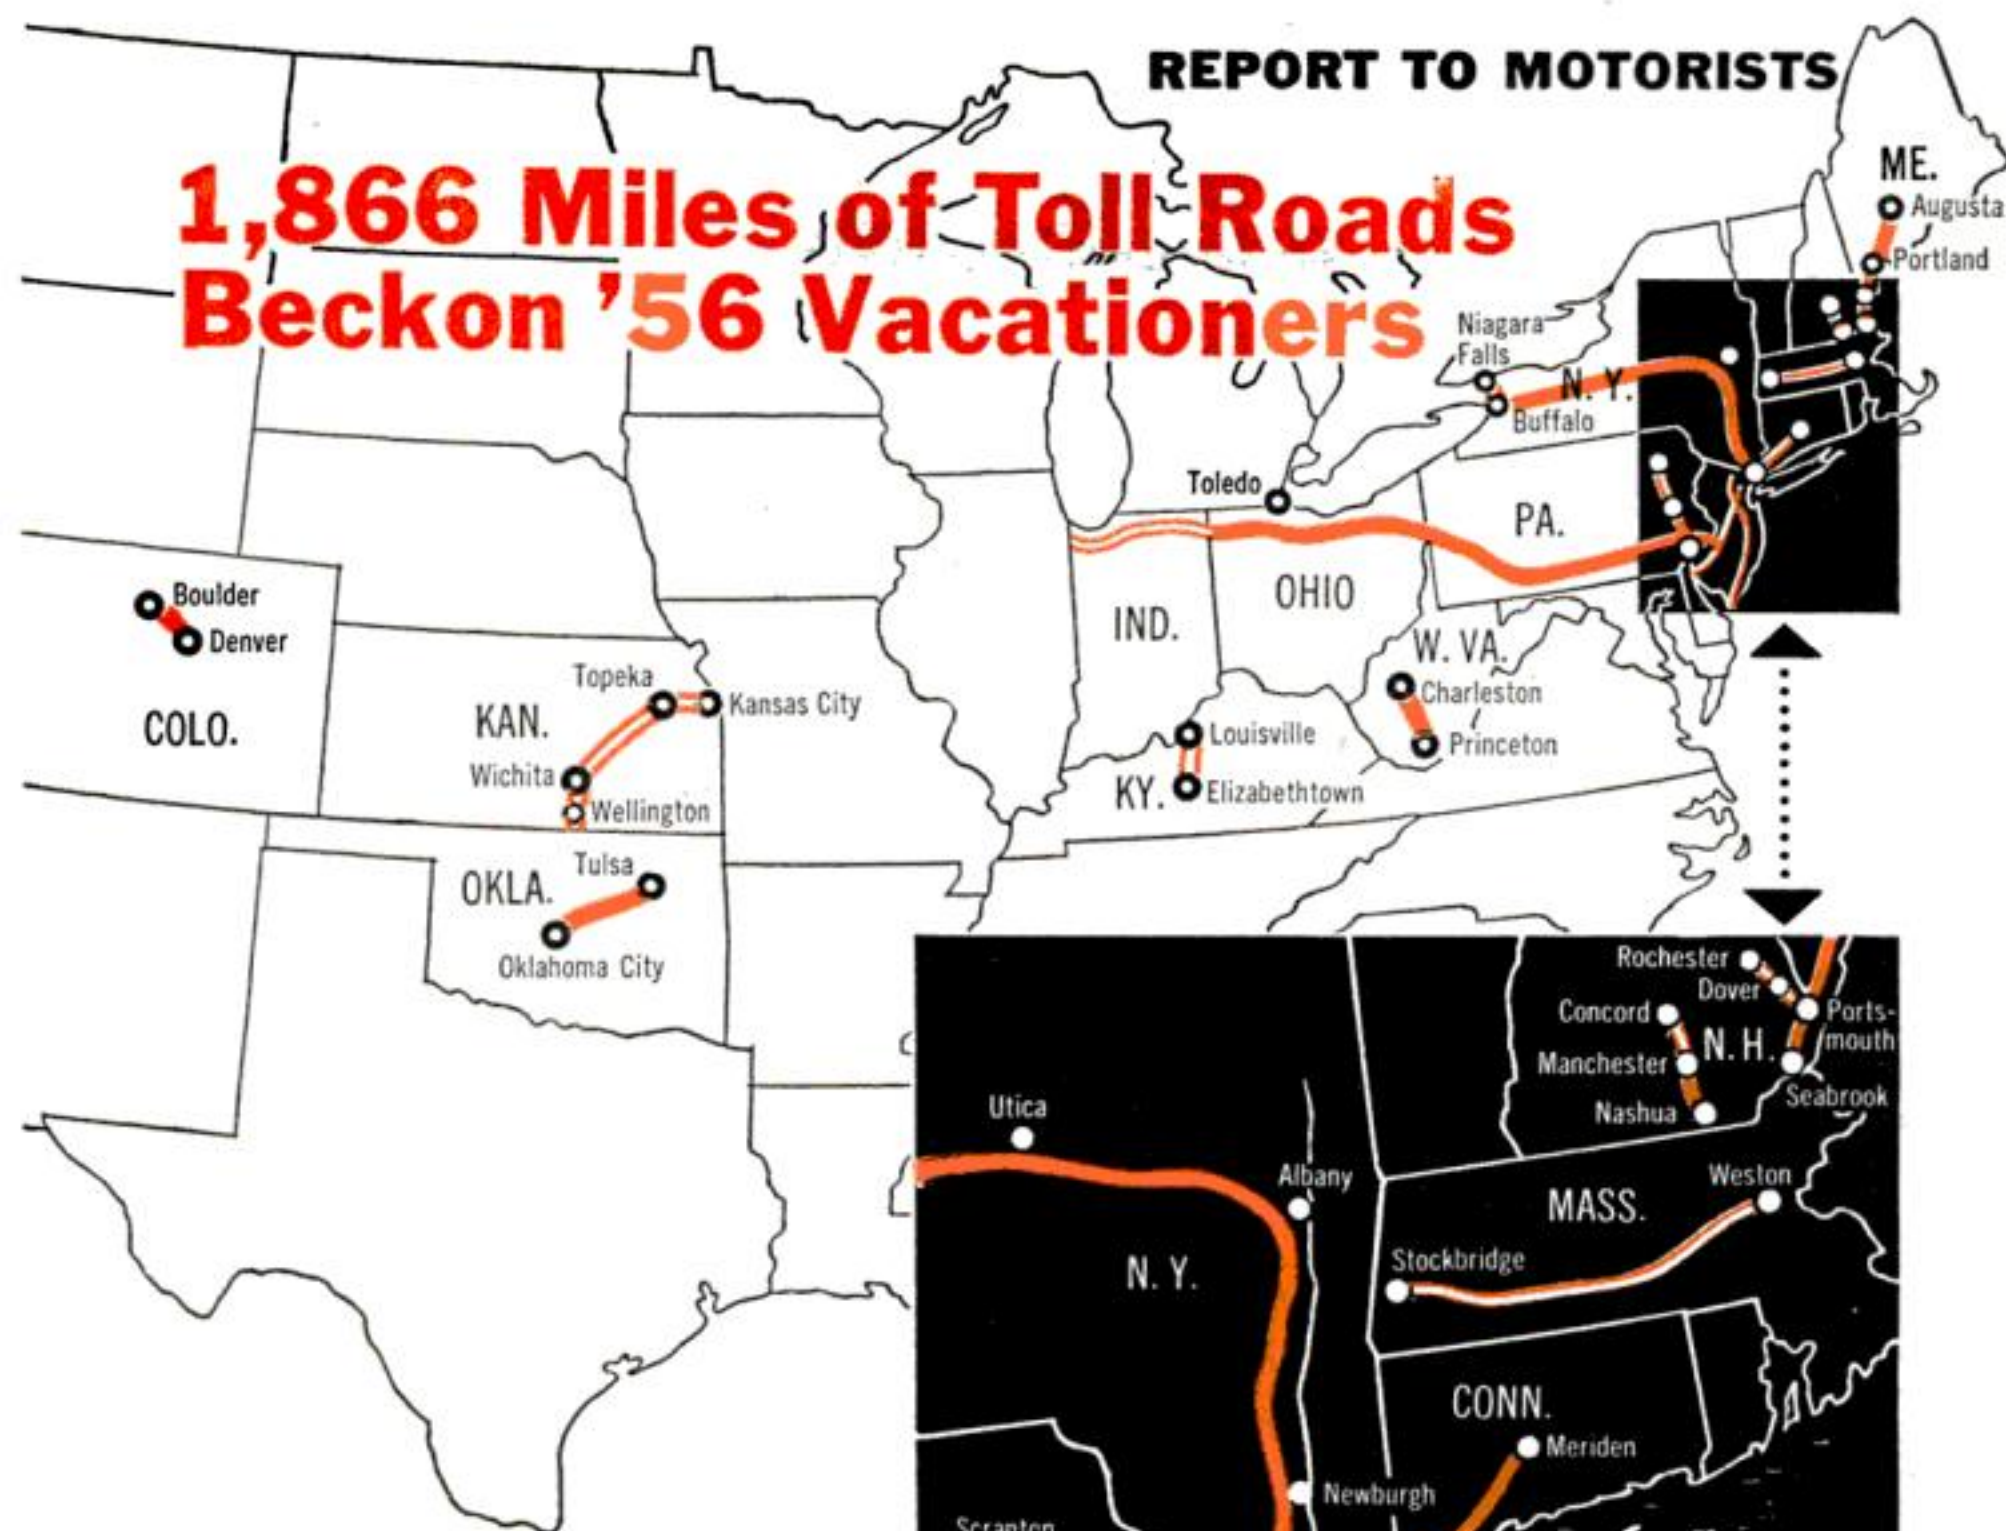 REPORT TO MOTORISTS
1,866 Miles of Toll Roads
Beckon '56 Vacationers
ME.
Augusta
Portland
Niagara
Falls
N. Y.
Buffalo
Toledo
PA.
OHIO
IND.
W. VA.
Charleston
Princeton
Louisville
KY.
Elizabethtown
Boulder
Denver
COLO.
Topeka
Kansas City
KAN.
Wichita
Wellington
Tulsa
OKLA.
Oklahoma City
Rochester
Dover
Concord
Ports-
mouth
N. H.
Manchester
Seabrook
Nashua
Utica
Albany
Weston
MASS.
Stockbridge
N. Y.
CONN.
Meriden
Newburgh
Scranton